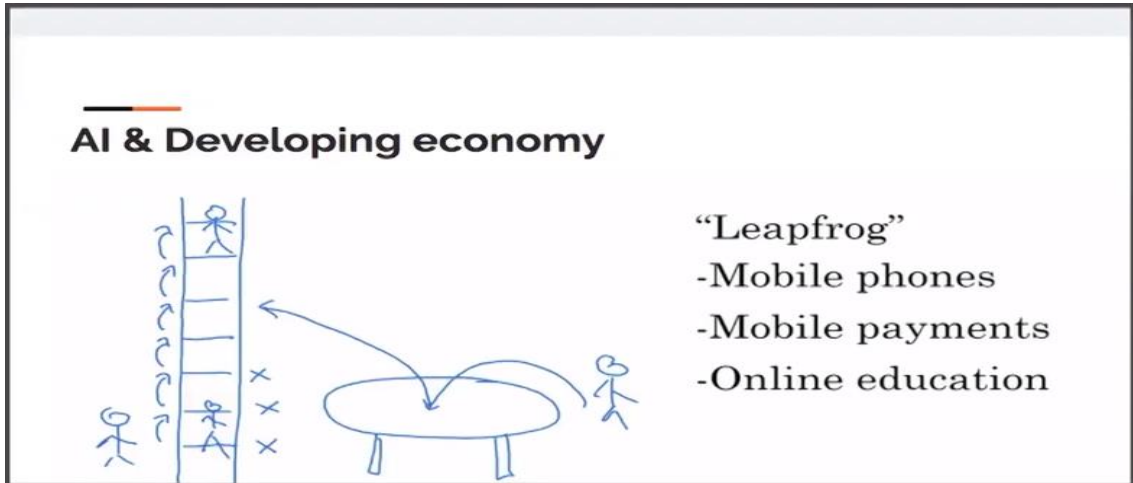 AI & Developing economy
“Leapfrog”
-Mobile phones
-Mobile payments
-Online education